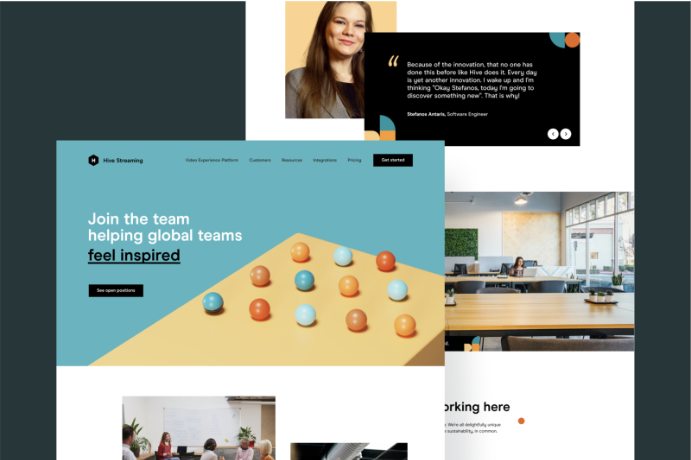 “
Because of the innovation, that no one has
done this before like Hive does it. Every day
is yet another innovation. I wake up and I'm
thinking "Okay Stefanos, today I'm going to
discover something new". That is why!
Stefanos Antaris, Software Engineer
H Hive Streaming Video Experience Platform Customers Resources Integrations Pricing Get started
Join the team
helping global teams
feel inspired
See open positions
orking here
We're all delightfully unique
sustainability, in common.